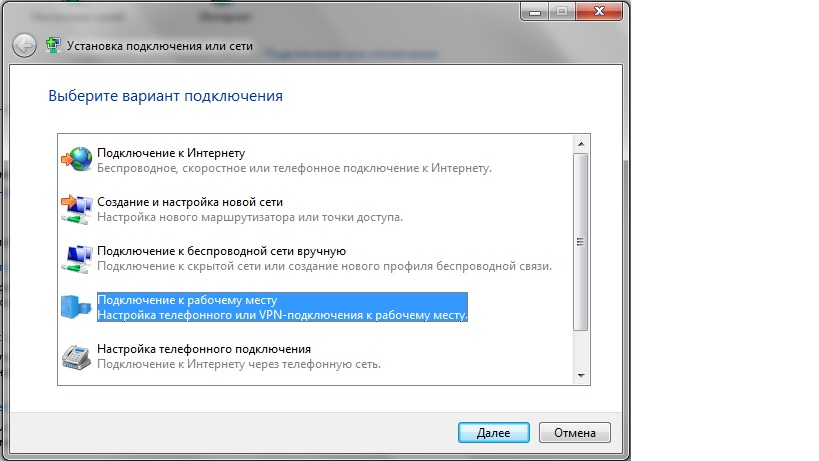 Установка подключения или сети
Выберите вариант подключения
Подключение к Интернету
Беспроводное, скоростное или телефонное подключение к Интернету.
Создание и настройка новой сети
Настройка нового маршрутизатора или точки доступа.
Подключение к беспроводной сети вручную
Подключение к скрытой сети или создание нового профиля беспроводной связи.
Подключение к рабочему месту
Настройка телефонного или VPN-подключения к рабочему месту.
Настройка телефонного подключения
Подключение к Интернету через телефонную сеть.
Далее
Отмена